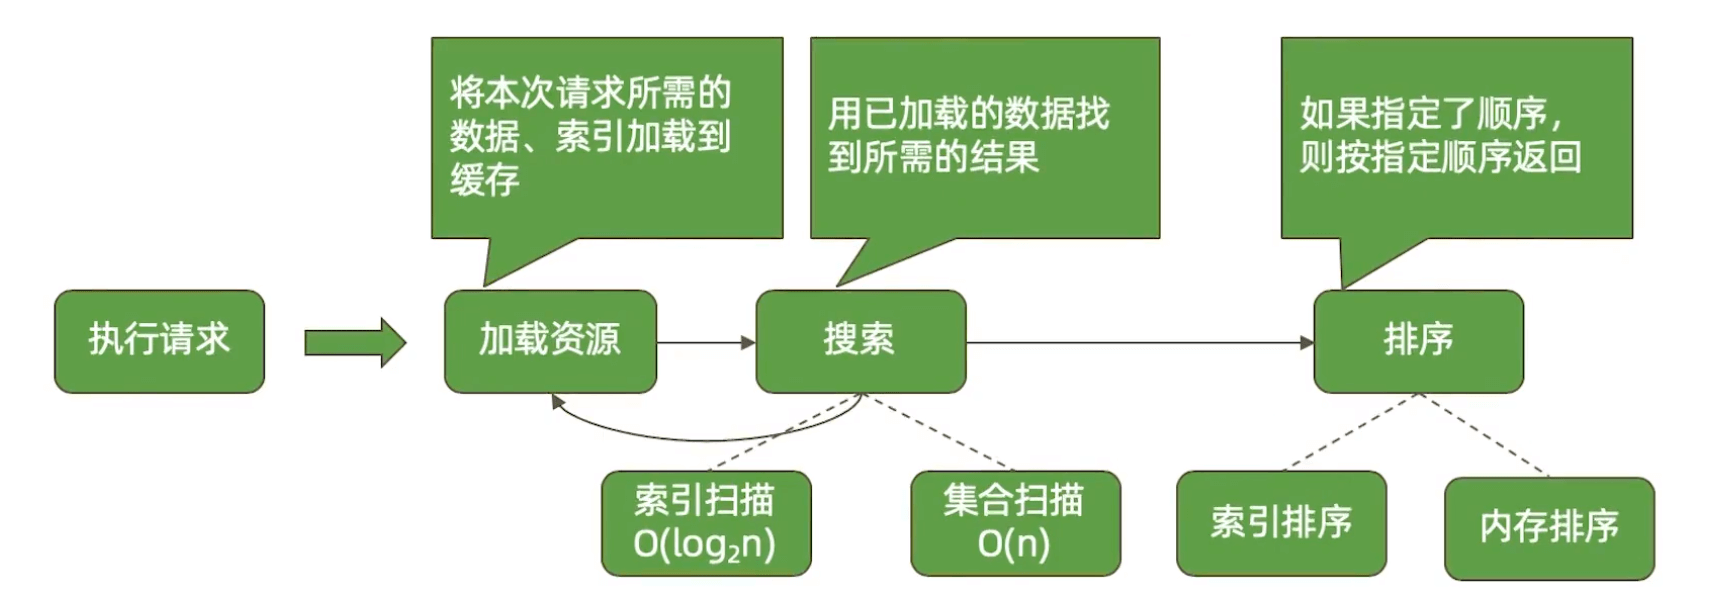 将本次请求所需的
数据、索引加载到
缓存
用已加载的数据找
到所需的结果
如果指定了顺序，
则按指定顺序返回
执行请求
加载资源
搜索
排序
索引扫描
O(log₂n)
集合扫描
O(n)
索引排序
内存排序